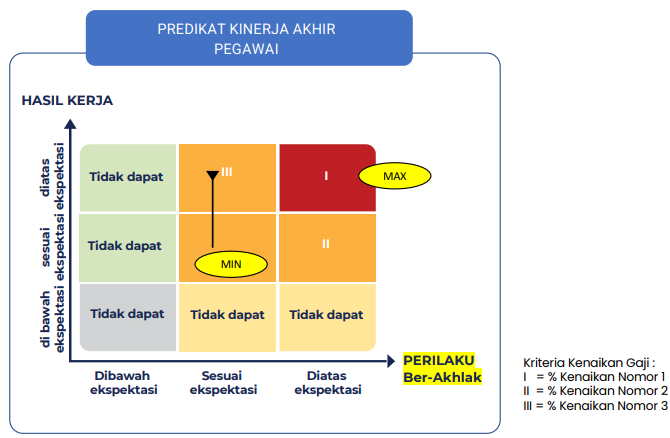 PREDIKAT KINERJA AKHIR
PEGAWAI
HASIL KERJA
diatas
ekspektasi
Tidak dapat
III
I
MAX
sesuai
ekspektasi
Tidak dapat
MIN
II
di bawah
ekspektasi
Tidak dapat
Tidak dapat
Tidak dapat
Dibawah
ekspektasi
Sesuai
ekspektasi
Diatas
ekspektasi
PERILAKU
Ber-Akhlak
Kriteria Kenaikan Gaji :
I = % Kenaikan Nomor 1
II = % Kenaikan Nomor 2
III = % Kenaikan Nomor 3